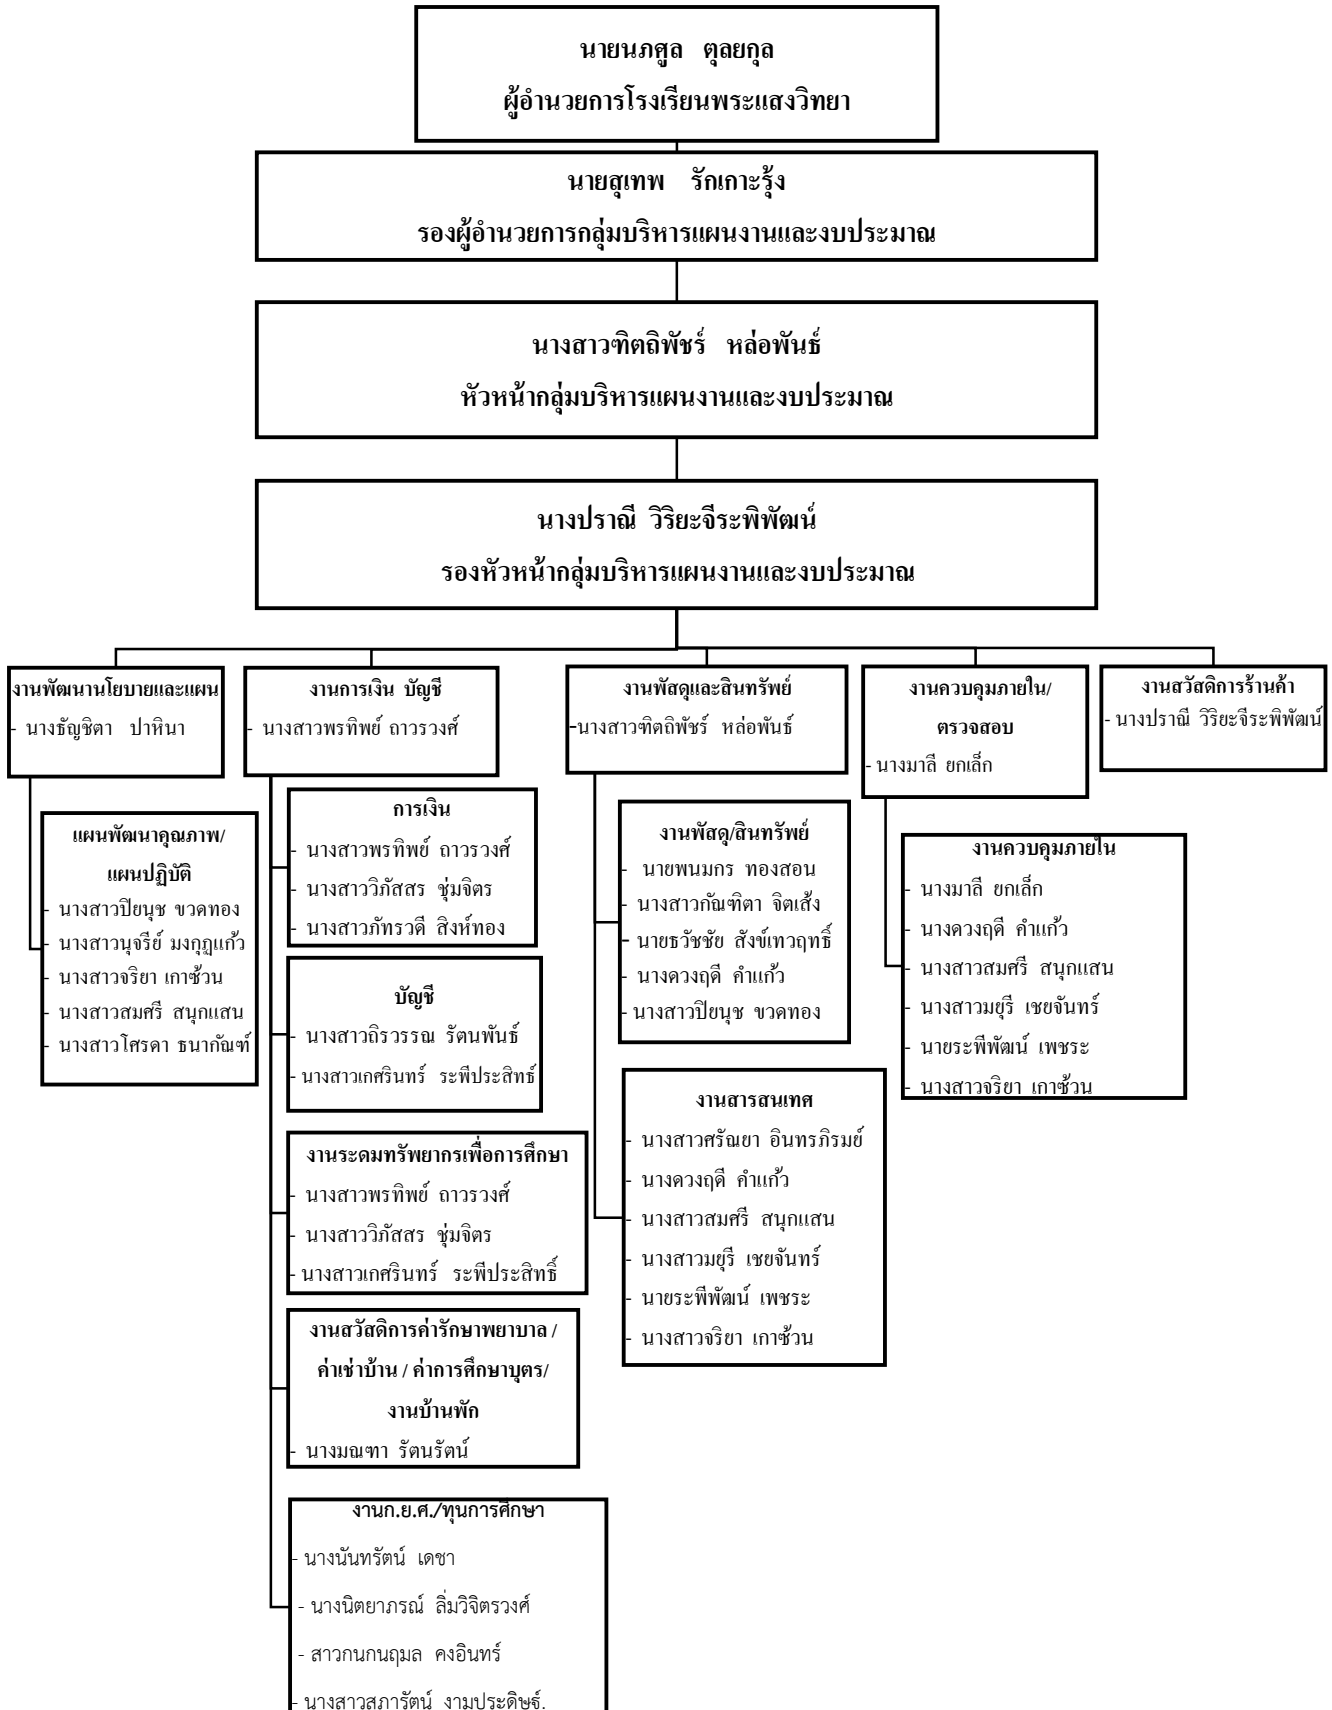 นายนภศูล ตุลยกุล
ผู้อำนวยการโรงเรียนพระแสงวิทยา
นายสุเทพ รักเกาะรุ้ง
รองผู้อำนวยการกลุ่มบริหารแผนงานและงบประมาณ
นางสาวฑิตถิพัชร์ หล่อพันธ์
หัวหน้ากลุ่มบริหารแผนงานและงบประมาณ
นางปราณี วิริยะจีระพิพัฒน์
รองหัวหน้ากลุ่มบริหารแผนงานและงบประมาณ
งานพัฒนานโยบายและแผน
- นางธัญชิตา ปาหินา
แผนพัฒนาคุณภาพ/
แผนปฏิบัติ
- นางสาวปิยนุช ขวดทอง
- นางสาวนุจรีย์ มงกุฎแก้ว
- นางสาวจริยา เกาซ้วน
- นางสาวสมศรี สนุกแสน
- นางสาวโศรดา ธนากัณฑ์
งานการเงิน บัญชี
- นางสาวพรทิพย์ ถาวรวงศ์
การเงิน
- นางสาวพรทิพย์ ถาวรวงศ์
- นางสาววิภัสสร ชุ่มจิตร
- นางสาวภัทรวดี สิงห์ทอง
บัญชี
- นางสาวถิรวรรณ รัตนพันธ์
- นางสาวเกศรินทร์ ระพีประสิทธ์
งานระดมทรัพยากรเพื่อการศึกษา
- นางสาวพรทิพย์ ถาวรวงศ์
- นางสาววิภัสสร ชุ่มจิตร
- นางสาวเกศรินทร์ ระพีประสิทธิ์
งานสวัสดิการค่ารักษาพยาบาล /
ค่าเช่าบ้าน / ค่าการศึกษาบุตร/
งานบ้านพัก
- นางมณฑา รัตนรัตน์
งานก.ย.ศ./ทุนการศึกษา
- นางนันทรัตน์ เดชา
- นางนิตยาภรณ์ ลิ่มวิจิตรวงศ์
- สาวกนกนฤมล คงอินทร์
- นางสาวสภารัตน์ งามประดิษฐ์.
งานพัสดุและสินทรัพย์
-นางสาวฑิตถิพัชร์ หล่อพันธ์
งานพัสดุ/สินทรัพย์
- นายพนมกร ทองสอน
- นางสาวกัณฑิตา จิตเส้ง
- นายธวัชชัย สังข์เทวฤทธิ์
- นางดวงฤดี คำแก้ว
- นางสาวปิยนุช ขวดทอง
งานสารสนเทศ
- นางสาวศรัณยา อินทรภิรมย์
- นางดวงฤดี คำแก้ว
- นางสาวสมศรี สนุกแสน
- นางสาวมยุรี เชยจันทร์
- นายระพีพัฒน์ เพชระ
- นางสาวจริยา เกาซ้วน
งานควบคุมภายใน/
ตรวจสอบ
- นางมาลี ยกเล็ก
งานควบคุมภายใน
- นางมาลี ยกเล็ก
- นางดวงฤดี คำแก้ว
- นางสาวสมศรี สนุกแสน
- นางสาวมยุรี เชยจันทร์
- นายระพีพัฒน์ เพชระ
- นางสาวจริยา เกาซ้วน
งานสวัสดิการร้านค้า
- นางปราณี วิริยะจีระพิพัฒน์